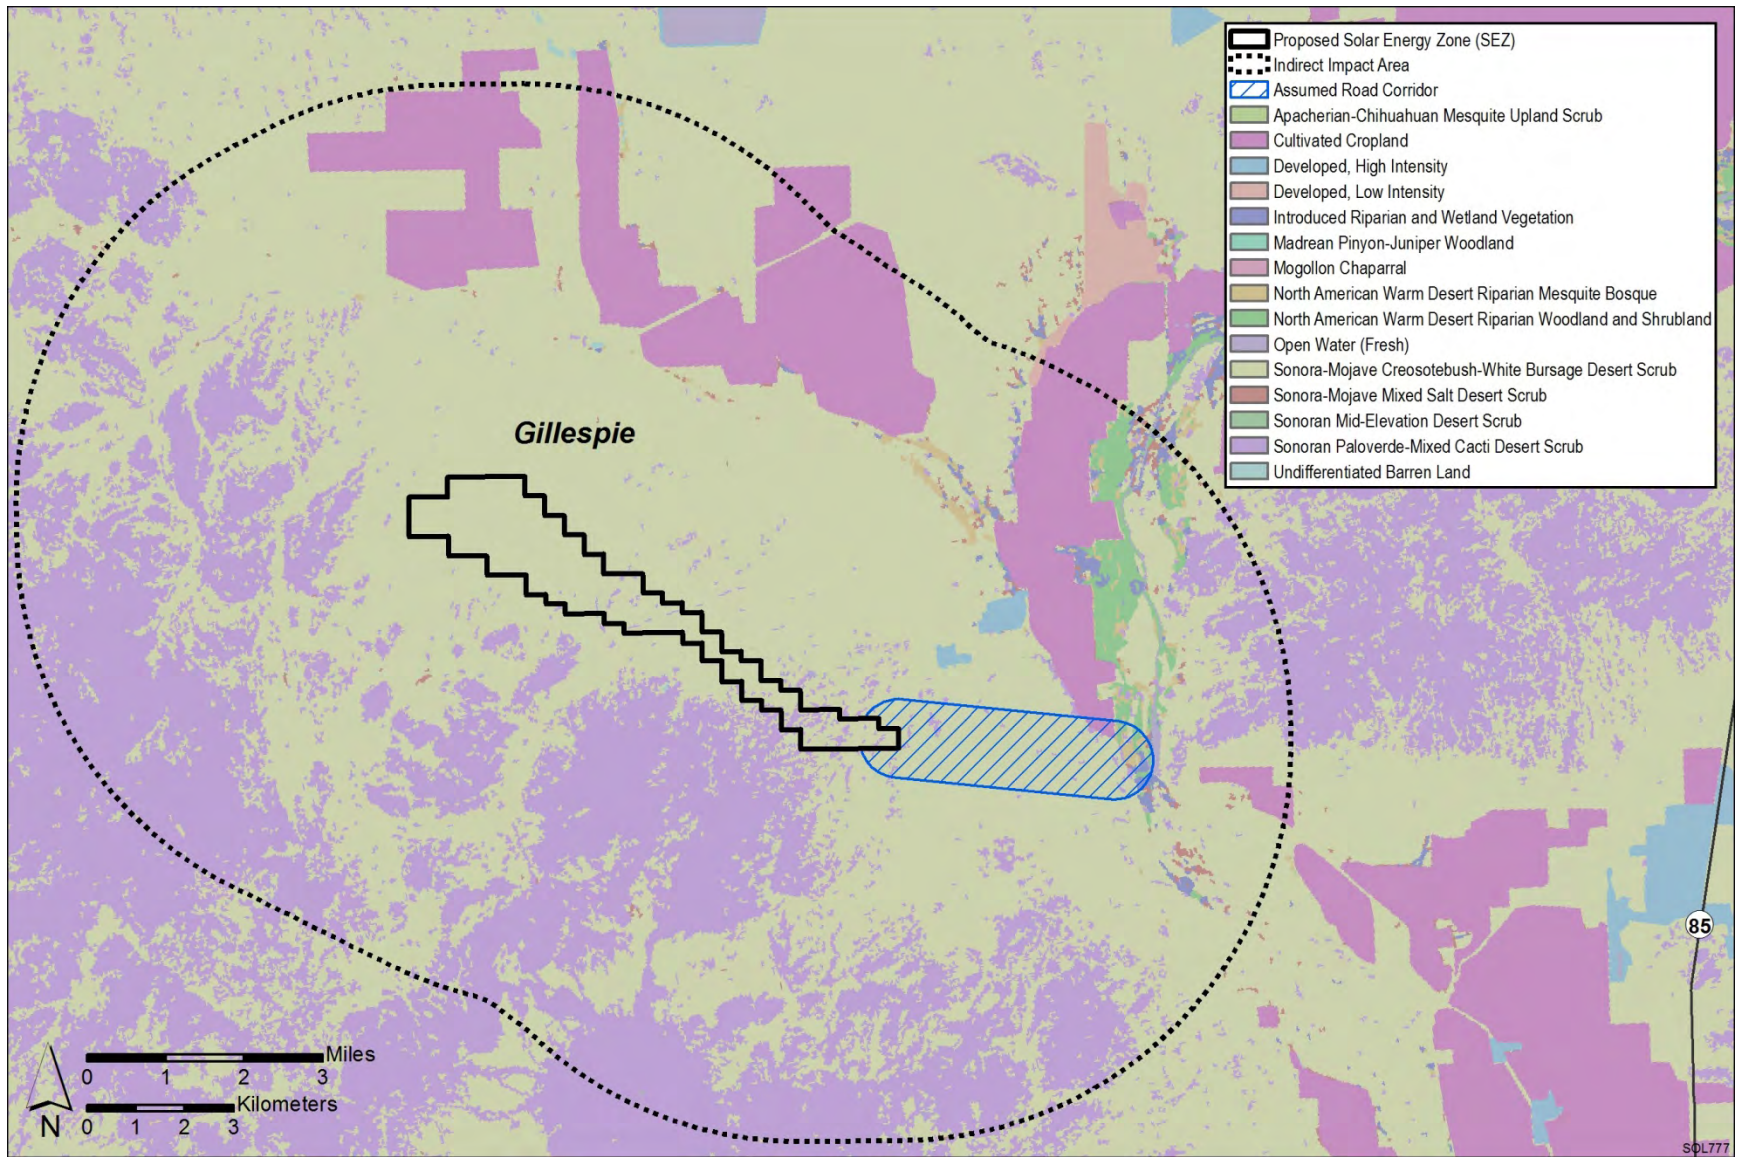 Proposed Solar Energy Zone (SEZ)
Indirect Impact Area
Assumed Road Corridor
Apacherian-Chihuahuan Mesquite Upland Scrub
Cultivated Cropland
Developed, High Intensity
Developed, Low Intensity
Introduced Riparian and Wetland Vegetation
Madrean Pinyon-Juniper Woodland
Mogollon Chaparral
North American Warm Desert Riparian Mesquite Bosque
North American Warm Desert Riparian Woodland and Shrubland
Open Water (Fresh)
Sonora-Mojave Creosotebush-White Bursage Desert Scrub
Sonora-Mojave Mixed Salt Desert Scrub
Sonoran Mid-Elevation Desert Scrub
Sonoran Paloverde-Mixed Cacti Desert Scrub
Undifferentiated Barren Land
Gillespie
85
Miles
0 1 2 3
Kilometers
0 1 2 3
N
SOL777